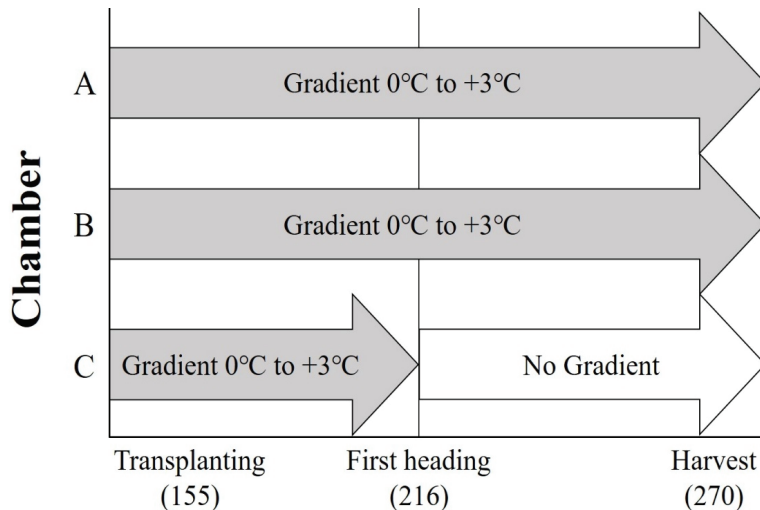 Chamber
A
Gradient 0℃ to +3℃
B
Gradient 0℃ to +3℃
C
Gradient 0℃ to +3℃
No Gradient
Transplanting
(155)
First heading
(216)
Harvest
(270)